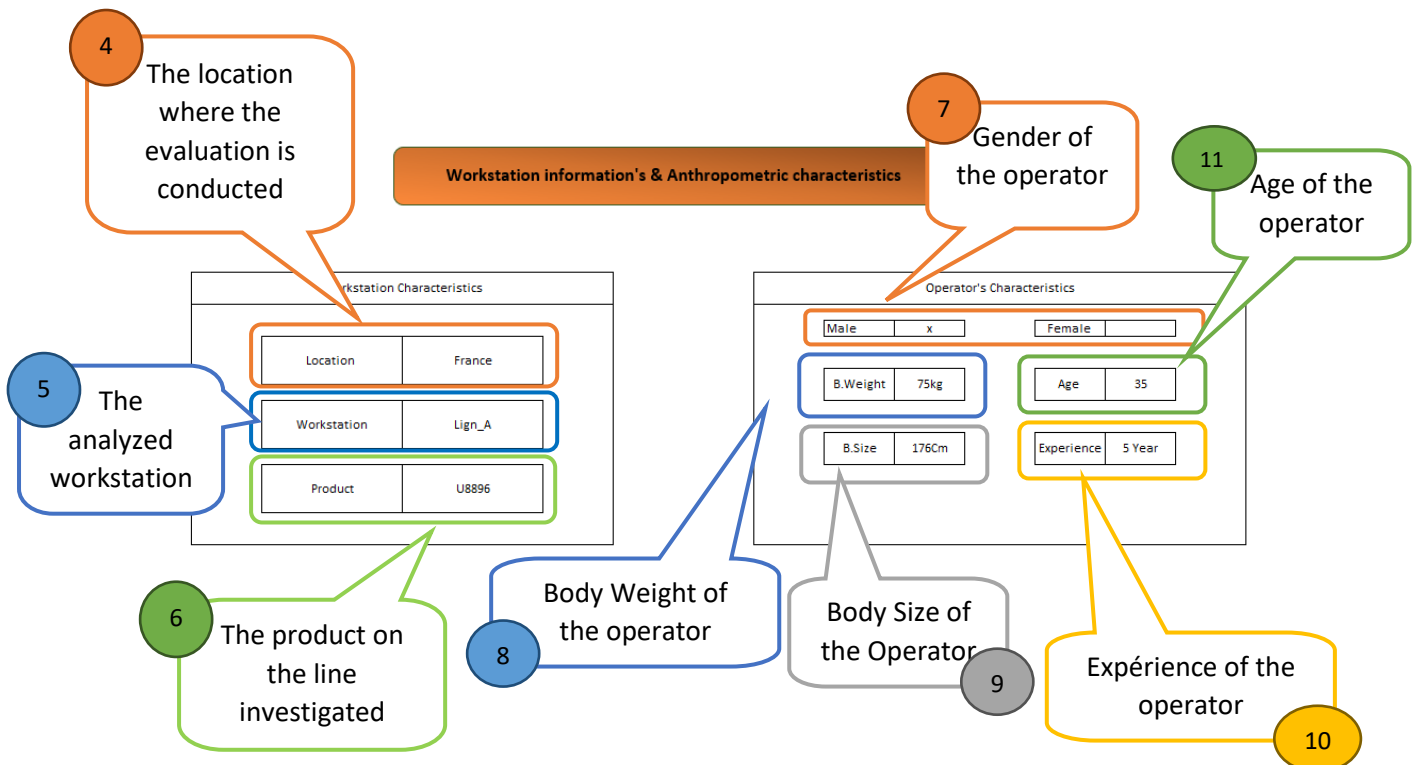 4
The location
where the
evaluation is
conducted
Workstation information's & Anthropometric characteristics
7
Gender of
the operator
11
Age of the
operator
rkstation Characteristics
Location France
Workstation Lign_A
Product U8896
5
The
analyzed
workstation
6
The product on
the line
investigated
Operator's Characteristics
Male x Female
B.Weight 75kg Age 35
B.Size 176Cm Experience 5 Year
Body Weight of
the operator
8
Body Size of
the Operator
9
Expérience of the
operator
10